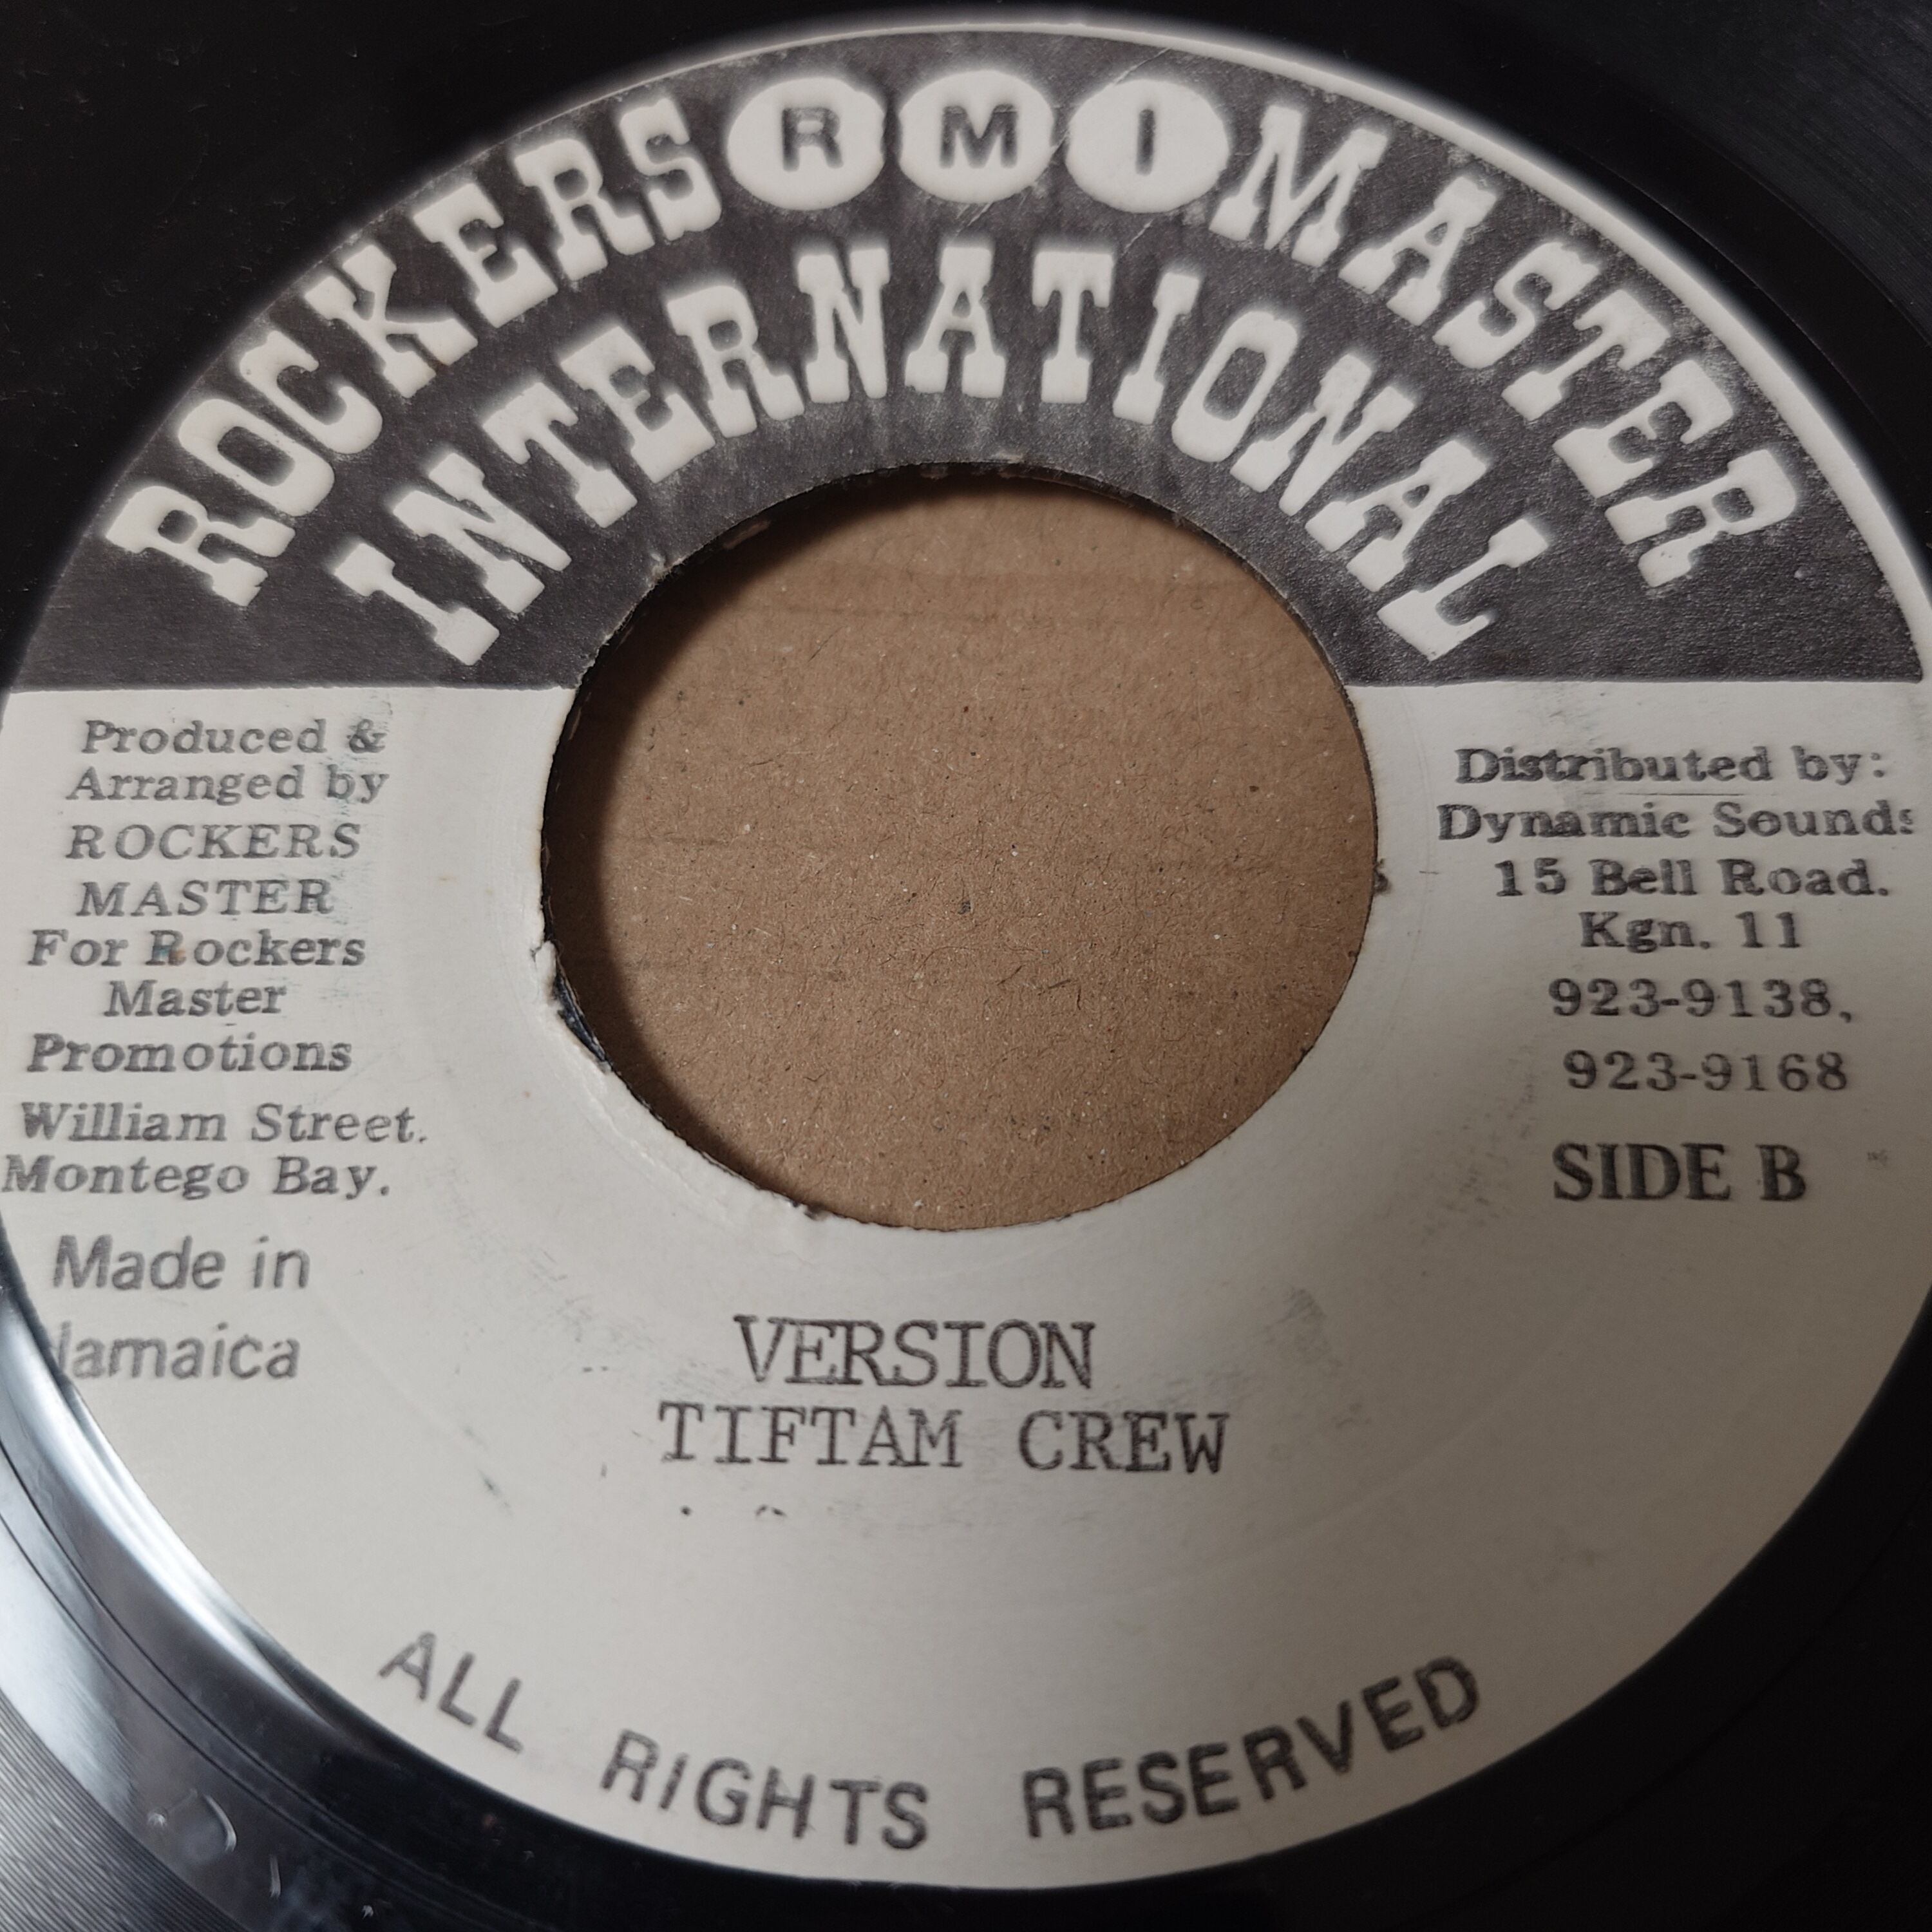 ROCKERS R M I MASTER
INTERNATIONAL
Produced &
Arranged by
ROCKERS
MASTER
For Rockers
Master
Promotions
William Street.
Montego Bay.
Made in
Jamaica
Distributed by:
Dynamic Sounds
15 Bell Road.
Kgn. 11
923-9138,
923-9168
SIDE B
VERSION
TIFTAM CREW
ALL RIGHTS RESERVED